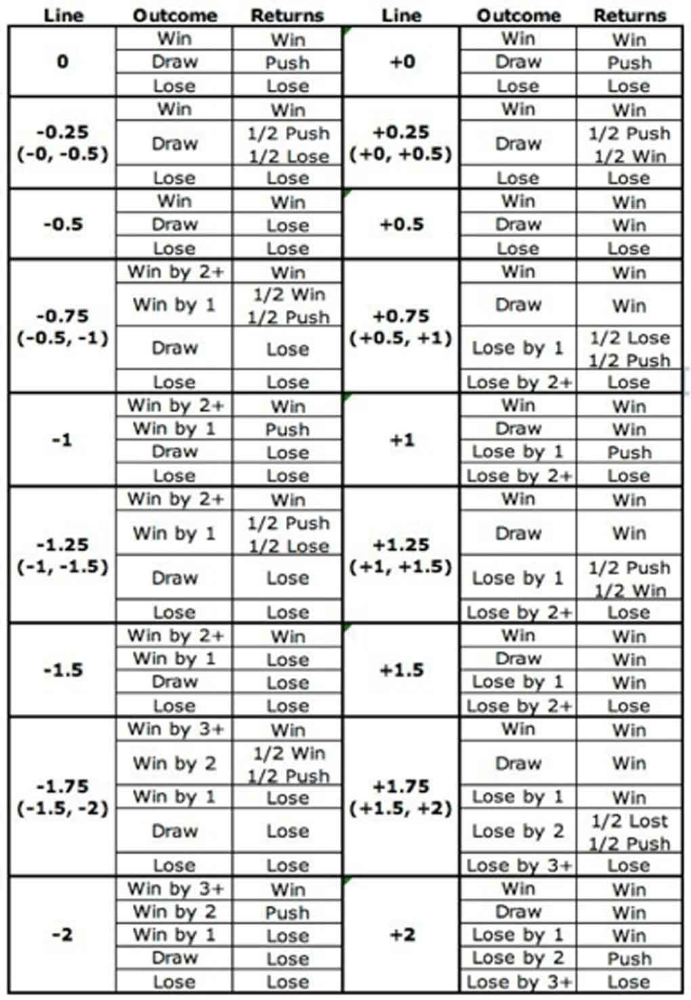 Line Outcome Returns Line Outcome Returns
0 Win Win +0 Win Win
Draw Push Draw Push
Lose Lose Lose Lose
-0.25 (-0, -0.5) Win Win +0.25 (+0, +0.5) Win Win
Draw 1/2 Push 1/2 Lose Draw 1/2 Push 1/2 Win
Lose Lose Lose Lose
-0.5 Win Win +0.5 Win Win
Draw Lose Draw Win
Lose Lose Lose Lose
-0.75 (-0.5, -1) Win by 2+ Win +0.75 (+0.5, +1) Win Win
Win by 1 1/2 Win 1/2 Push Draw Win
Draw Lose Lose by 1 1/2 Lose 1/2 Push
Lose Lose Lose by 2+ Lose
-1 Win by 2+ Win +1 Win Win
Win by 1 Push Draw Win
Draw Lose Lose by 1 Push
Lose Lose Lose by 2+ Lose
-1.25 (-1, -1.5) Win by 2+ Win +1.25 (+1, +1.5) Win Win
Win by 1 1/2 Push 1/2 Lose Draw Win
Draw Lose Lose by 1 1/2 Push 1/2 Win
Lose Lose Lose by 2+ Lose
-1.5 Win by 2+ Win +1.5 Win Win
Win by 1 Lose Draw Win
Draw Lose Lose by 1 Win
Lose Lose Lose by 2+ Lose
-1.75 (-1.5, -2) Win by 3+ Win +1.75 (+1.5, +2) Win Win
Win by 2 1/2 Win 1/2 Push Draw Win
Win by 1 Lose Lose by 1 Win
Draw Lose Lose by 2 1/2 Lost 1/2 Push
Lose Lose Lose by 3+ Lose
-2 Win by 3+ Win +2 Win Win
Win by 2 Push Draw Win
Win by 1 Lose Lose by 1 Win
Draw Lose Lose by 2 Push
Lose Lose Lose by 3+ Lose